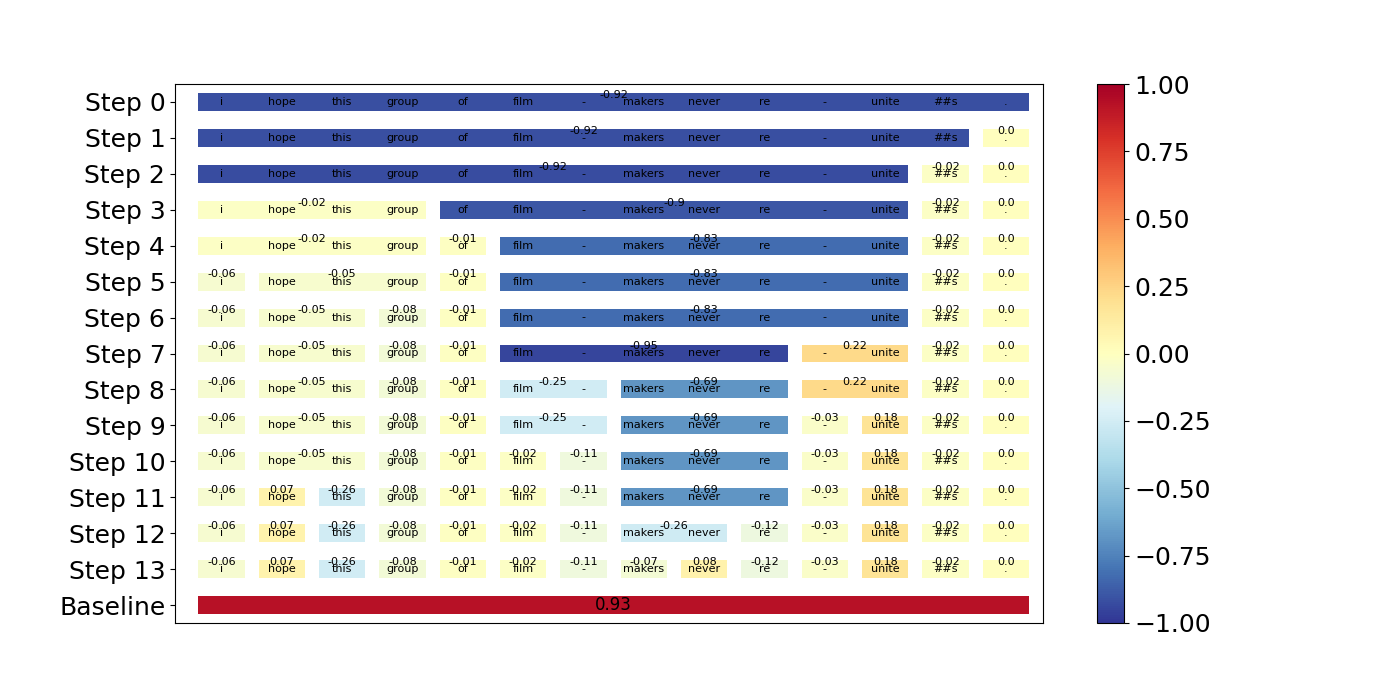 -0.92
Step 0 i hope this group of film - makers never re - unite ##s .
-0.92 0.0
Step 1 i hope this group of film - makers never re - unite ##s .
-0.92 -0.02 0.0
Step 2 i hope this group of film - makers never re - unite ##s .
-0.02 -0.9 -0.02 0.0
Step 3 i hope this group of film - makers never re - unite ##s .
-0.02 -0.01 -0.83 -0.02 0.0
Step 4 i hope this group of film - makers never re - unite ##s .
-0.06 -0.05 -0.01 -0.83 -0.02 0.0
Step 5 i hope this group of film - makers never re - unite ##s .
-0.06 -0.05 -0.08 -0.01 -0.83 -0.02 0.0
Step 6 i hope this group of film - makers never re - unite ##s .
-0.06 -0.05 -0.08 -0.01 -0.95 0.22 -0.02 0.0
Step 7 i hope this group of film - makers never re - unite ##s .
-0.06 -0.05 -0.08 -0.01 -0.25 -0.69 0.22 -0.02 0.0
Step 8 i hope this group of film - makers never re - unite ##s .
-0.06 -0.05 -0.08 -0.01 -0.25 -0.69 -0.03 0.18 -0.02 0.0
Step 9 i hope this group of film - makers never re - unite ##s .
-0.06 -0.05 -0.08 -0.01 -0.02 -0.11 -0.69 -0.03 0.18 -0.02 0.0
Step 10 i hope this group of film - makers never re - unite ##s .
-0.06 0.07 -0.26 -0.08 -0.01 -0.02 -0.11 -0.69 -0.03 0.18 -0.02 0.0
Step 11 i hope this group of film - makers never re - unite ##s .
-0.06 0.07 -0.26 -0.08 -0.01 -0.02 -0.11 -0.26 -0.12 -0.03 0.18 -0.02 0.0
Step 12 i hope this group of film - makers never re - unite ##s .
-0.06 0.07 -0.26 -0.08 -0.01 -0.02 -0.11 -0.07 0.08 -0.12 -0.03 0.18 -0.02 0.0
Step 13 i hope this group of film - makers never re - unite ##s .
Baseline 0.93
1.00
0.75
0.50
0.25
0.00
−0.25
−0.50
−0.75
−1.00